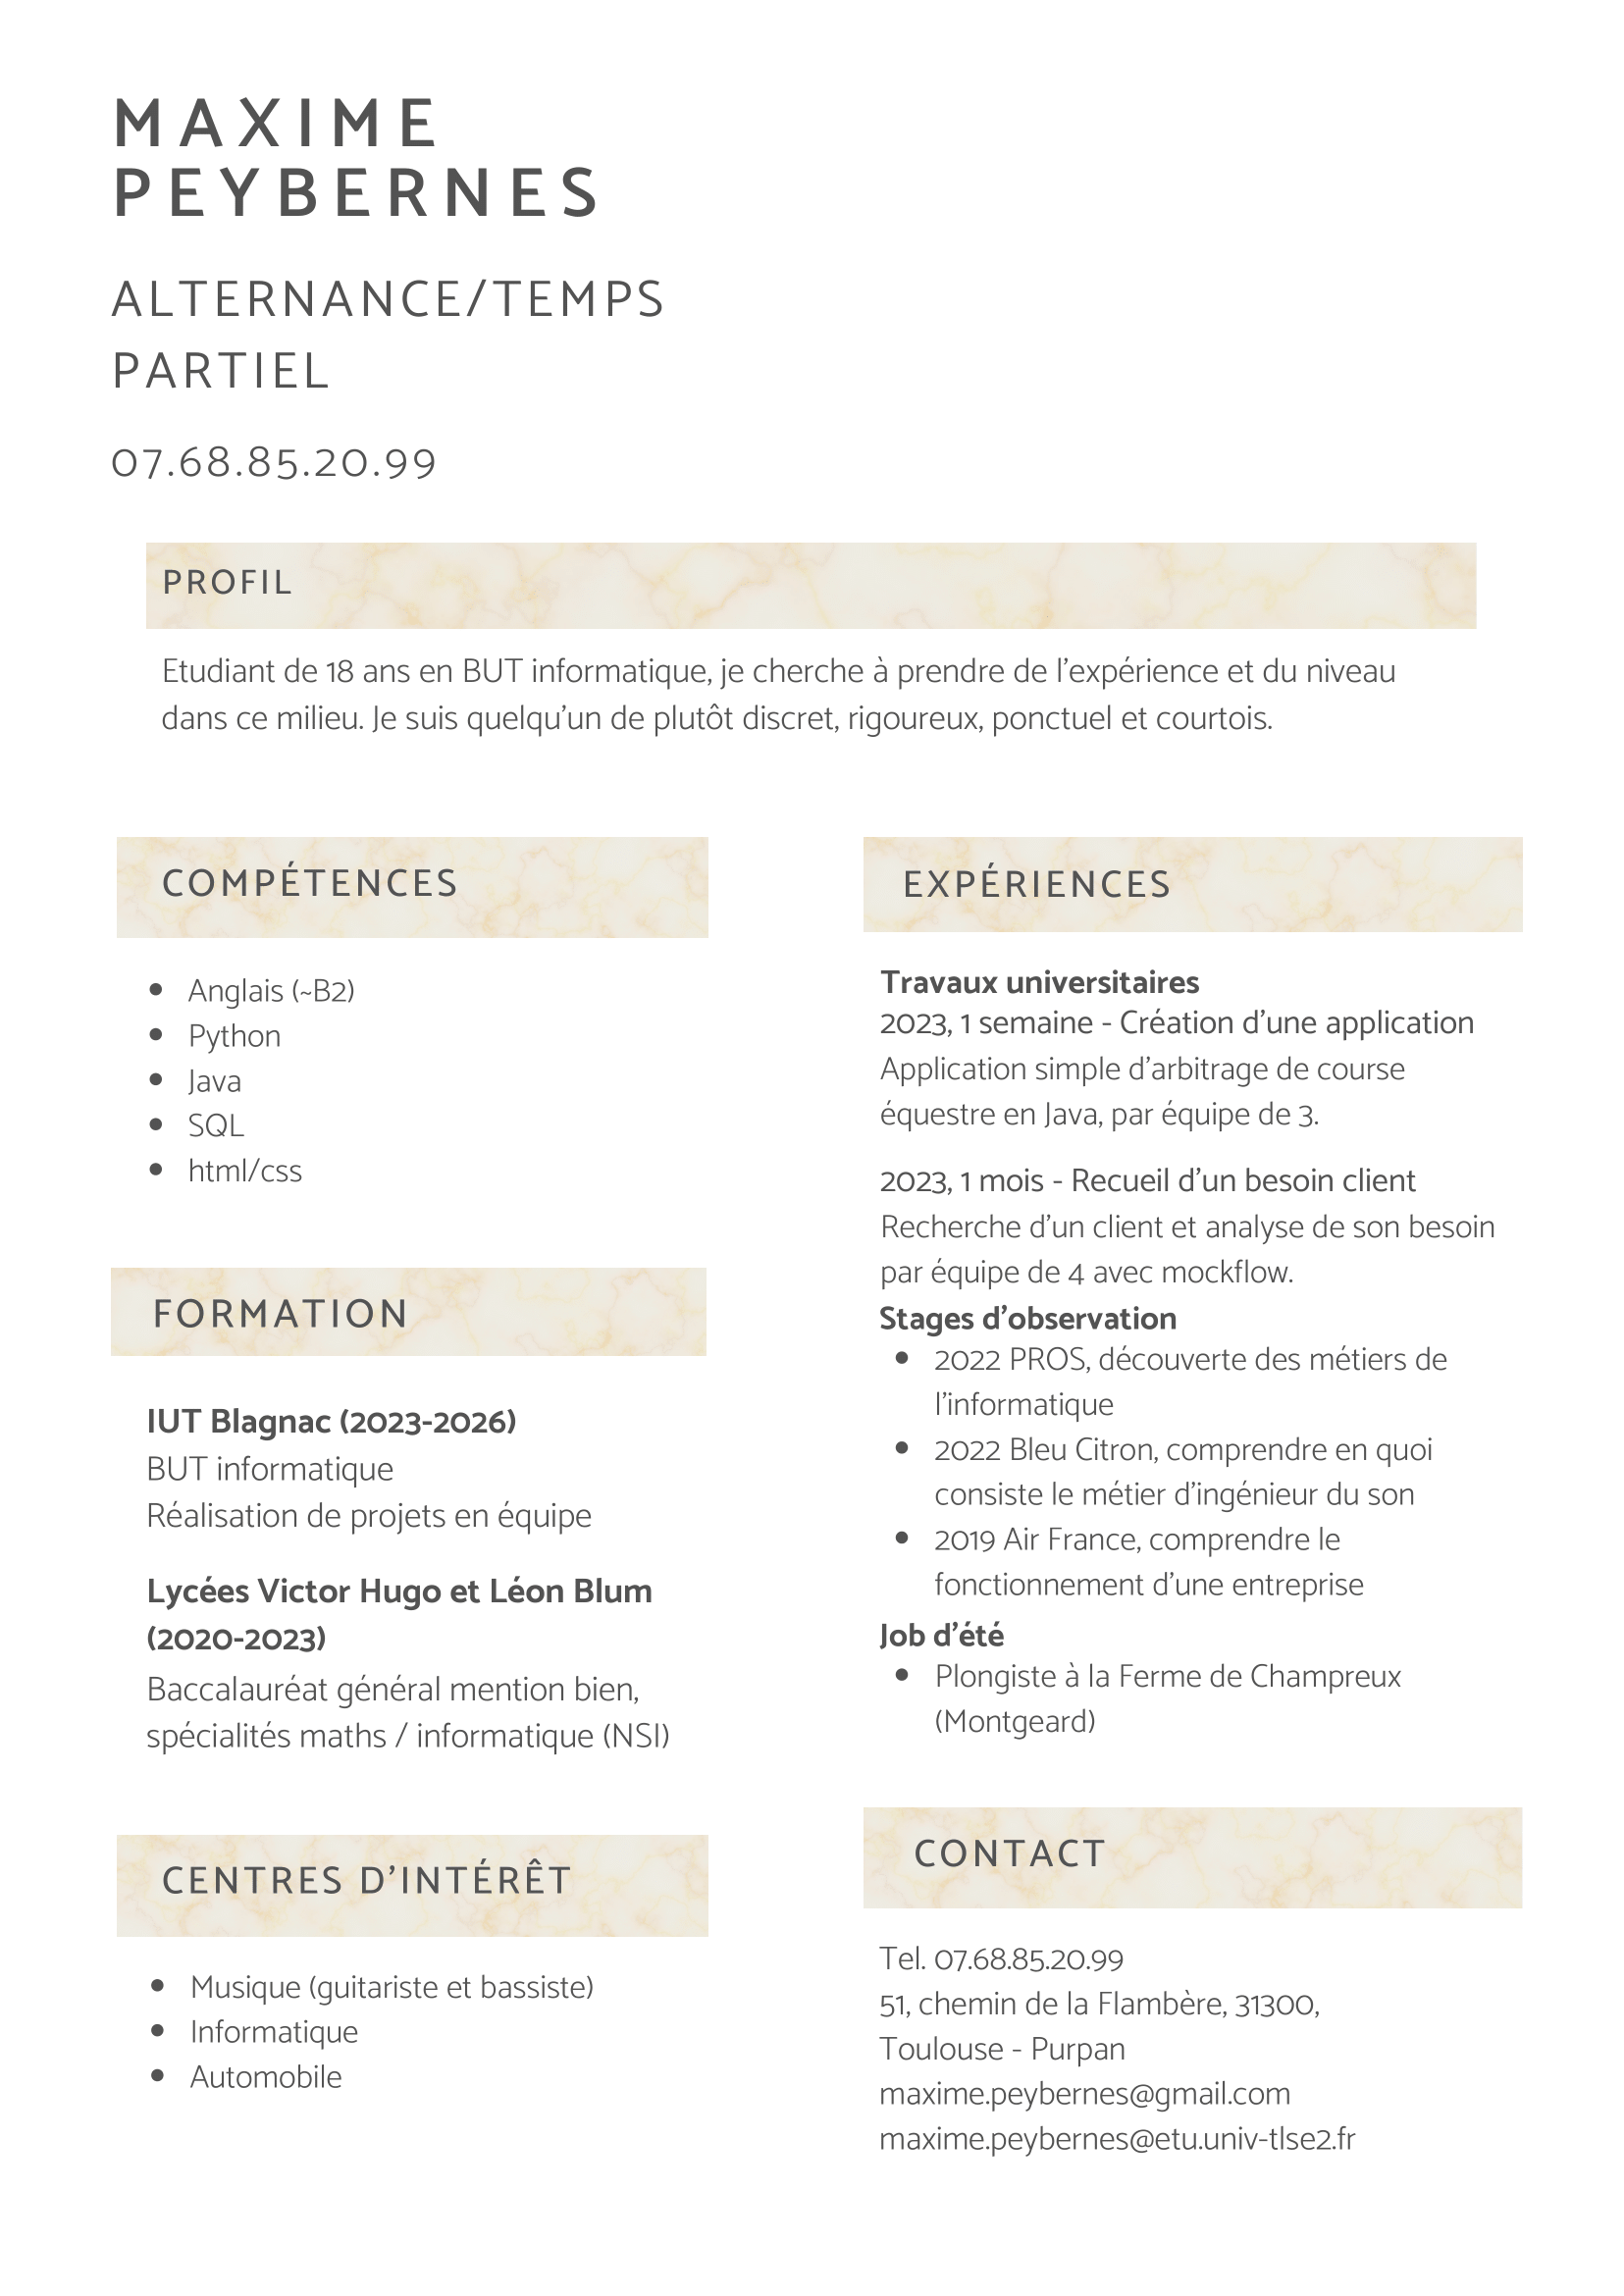 MAXIME
PEYBERNES
ALTERNANCE/TEMPS
PARTIEL
07.68.85.20.99
PROFIL
Etudiant de 18 ans en BUT informatique, je cherche à prendre de l'expérience et du niveau
dans ce milieu. Je suis quelqu'un de plutôt discret, rigoureux, ponctuel et courtois.
COMPÉTENCES
• Anglais (~B2)
• Python
• Java
• SQL
• html/css
FORMATION
IUT Blagnac (2023-2026)
BUT informatique
Réalisation de projets en équipe
Lycées Victor Hugo et Léon Blum
(2020-2023)
Baccalauréat général mention bien,
spécialités maths / informatique (NSI)
CENTRES D'INTÉRÊT
• Musique (guitariste et bassiste)
• Informatique
• Automobile
EXPÉRIENCES
Travaux universitaires
2023, 1 semaine - Création d'une application
Application simple d'arbitrage de course
équestre en Java, par équipe de 3.
2023, 1 mois - Recueil d'un besoin client
Recherche d'un client et analyse de son besoin
par équipe de 4 avec mockflow.
Stages d'observation
• 2022 PROS, découverte des métiers de
l'informatique
• 2022 Bleu Citron, comprendre en quoi
consiste le métier d'ingénieur du son
• 2019 Air France, comprendre le
fonctionnement d'une entreprise
Job d'été
• Plongiste à la Ferme de Champreux
(Montgeard)
CONTACT
Tel. 07.68.85.20.99
51, chemin de la Flambère, 31300,
Toulouse - Purpan
maxime.peybernes@gmail.com
maxime.peybernes@etu.univ-tlse2.fr